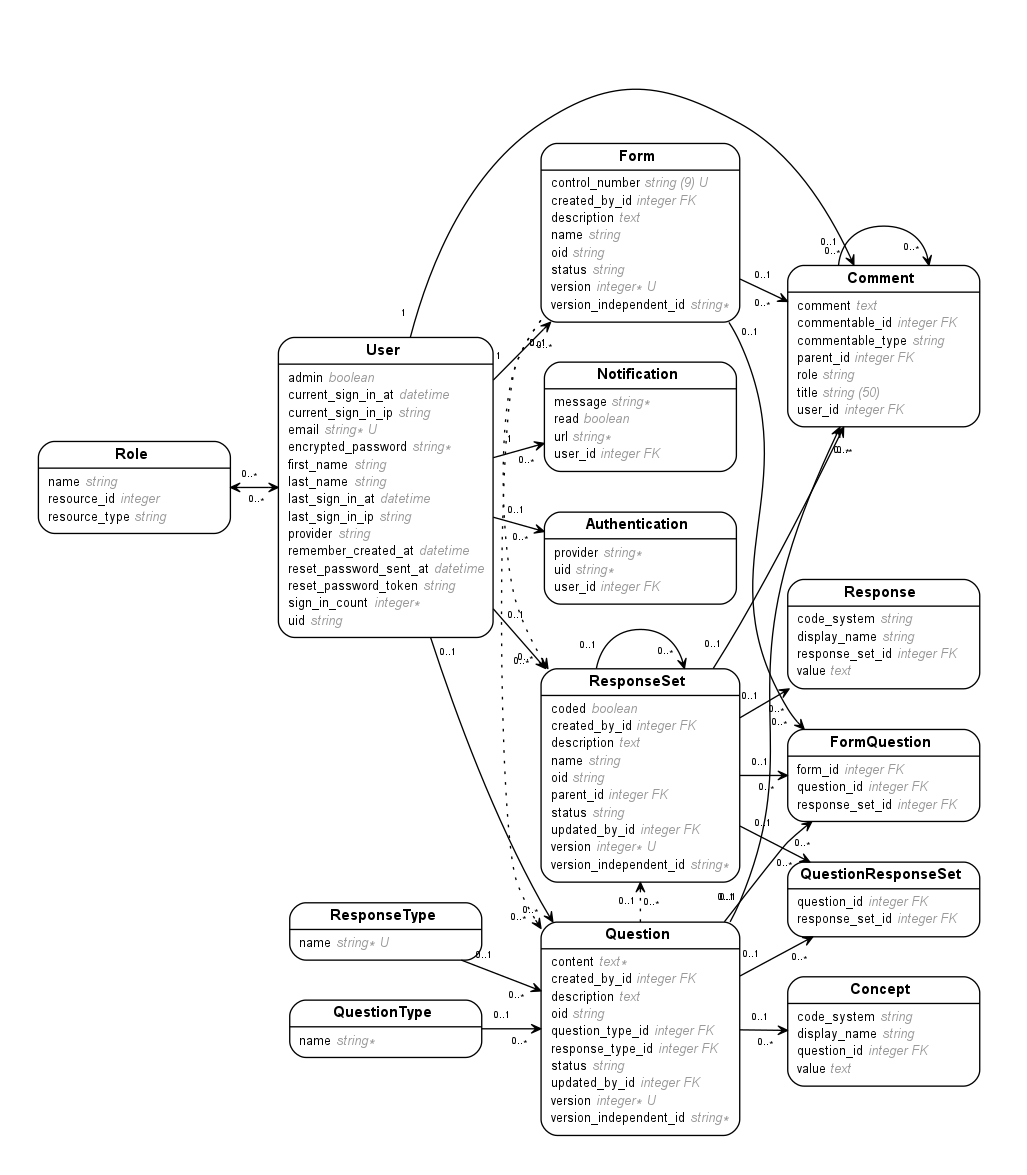 Form
control_number string (9) U
created_by_id integer FK
description text
name string
oid string
status string
version integer* U
version_independent_id string*
Comment
comment text
commentable_id integer FK
commentable_type string
parent_id integer FK
role string
title string (50)
user_id integer FK
User
admin boolean
current_sign_in_at datetime
current_sign_in_ip string
email string* U
encrypted_password string*
first_name string
last_name string
last_sign_in_at datetime
last_sign_in_ip string
provider string
remember_created_at datetime
reset_password_sent_at datetime
reset_password_token string
sign_in_count integer*
uid string
Notification
message string*
read boolean
url string*
user_id integer FK
Role
name string
resource_id integer
resource_type string
Authentication
provider string*
uid string*
user_id integer FK
Response
code_system string
display_name string
response_set_id integer FK
value text
ResponseSet
coded boolean
created_by_id integer FK
description text
name string
oid string
parent_id integer FK
status string
updated_by_id integer FK
version integer* U
version_independent_id string*
FormQuestion
form_id integer FK
question_id integer FK
response_set_id integer FK
QuestionResponseSet
question_id integer FK
response_set_id integer FK
ResponseType
name string* U
QuestionType
name string*
Question
content text*
created_by_id integer FK
description text
oid string
question_type_id integer FK
response_type_id integer FK
status string
updated_by_id integer FK
version integer* U
version_independent_id string*
Concept
code_system string
display_name string
question_id integer FK
value text
1
0..1
0..*
0..*
0..1
0..*
0..1
1
1
0..*
0..*
0..*
0..1
0..*
0..1
0..1
0..1
0..*
0..1
0..1
0..*
0..*
0..1
0..*
0..1
0..*
0..*
0..1
0..*
0..1
0..*
0..1
0..*
0..1
0..*
0..1
0..*